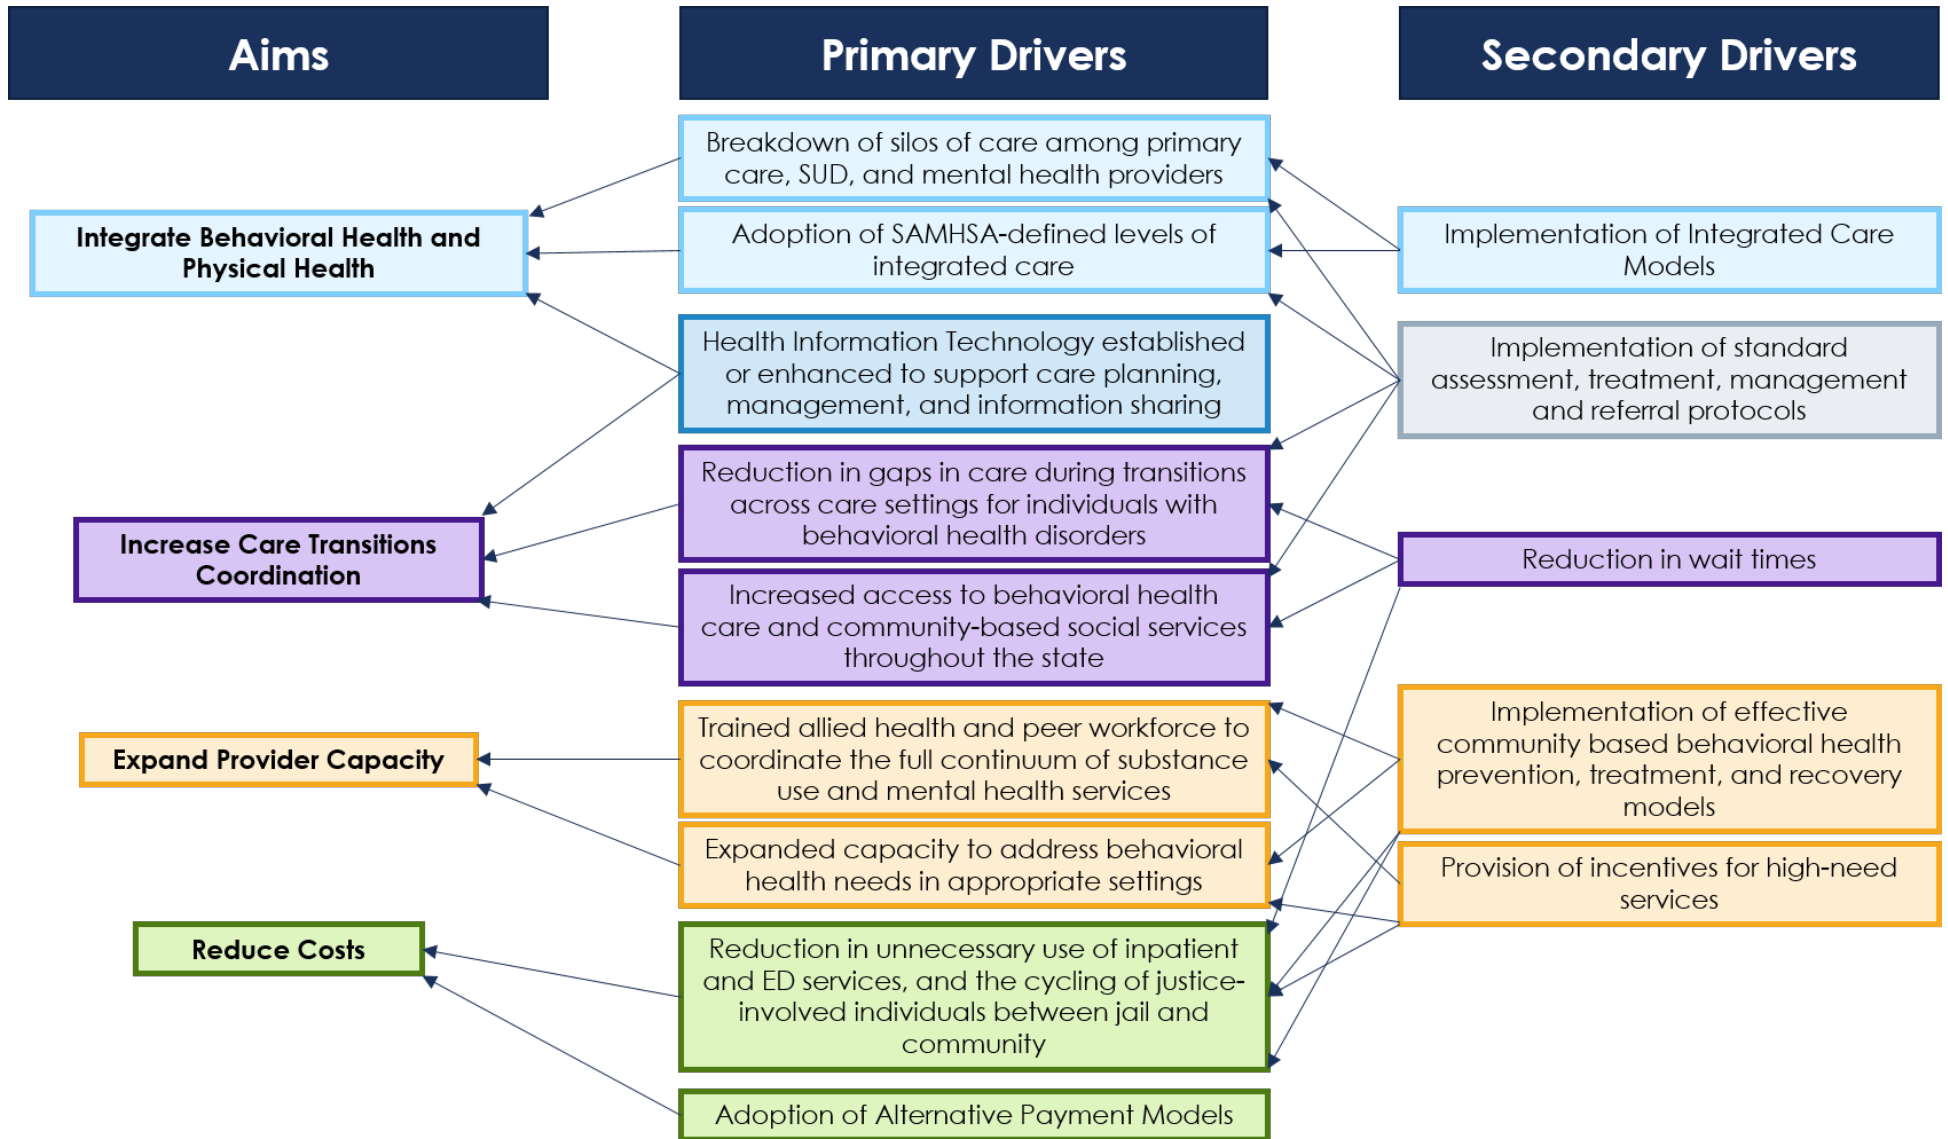 Aims
Primary Drivers
Secondary Drivers
Integrate Behavioral Health and
Physical Health
Increase Care Transitions
Coordination
Expand Provider Capacity
Reduce Costs
Breakdown of silos of care among primary
care, SUD, and mental health providers
Adoption of SAMHSA-defined levels of
integrated care
Health Information Technology established
or enhanced to support care planning,
management, and information sharing
Reduction in gaps in care during transitions
across care settings for individuals with
behavioral health disorders
Increased access to behavioral health
care and community-based social services
throughout the state
Trained allied health and peer workforce to
coordinate the full continuum of substance
use and mental health services
Expanded capacity to address behavioral
health needs in appropriate settings
Reduction in unnecessary use of inpatient
and ED services, and the cycling of justice-
involved individuals between jail and
community
Adoption of Alternative Payment Models
Implementation of Integrated Care
Models
Implementation of standard
assessment, treatment, management
and referral protocols
Reduction in wait times
Implementation of effective
community based behavioral health
prevention, treatment, and recovery
models
Provision of incentives for high-need
services